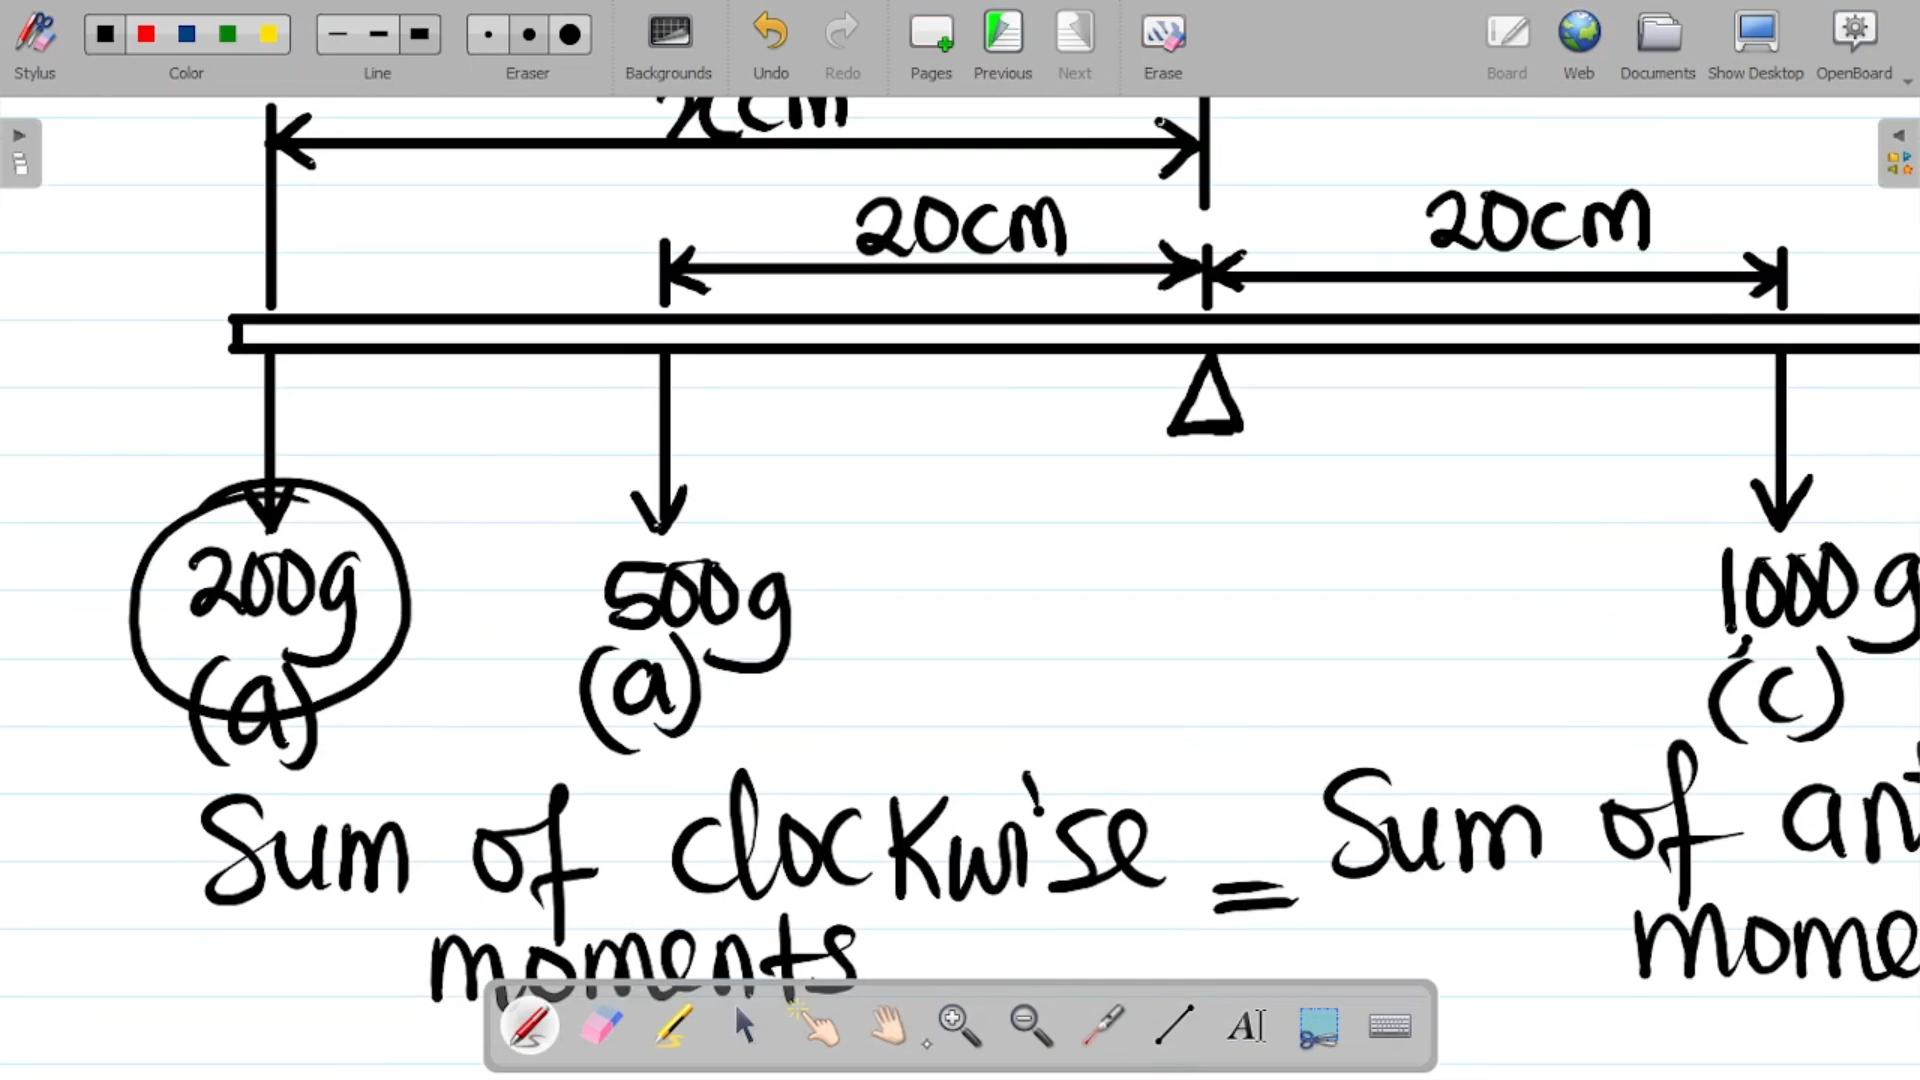 Stylus Color Line Eraser Backgrounds Undo Redo Pages Previous Next Erase Board Web Documents Show Desktop OpenBoard
xcm
20cm 20cm
200g 500g 1000g
(a) (a) (c)
Sum of clockwise = Sum of an
moments mome
A